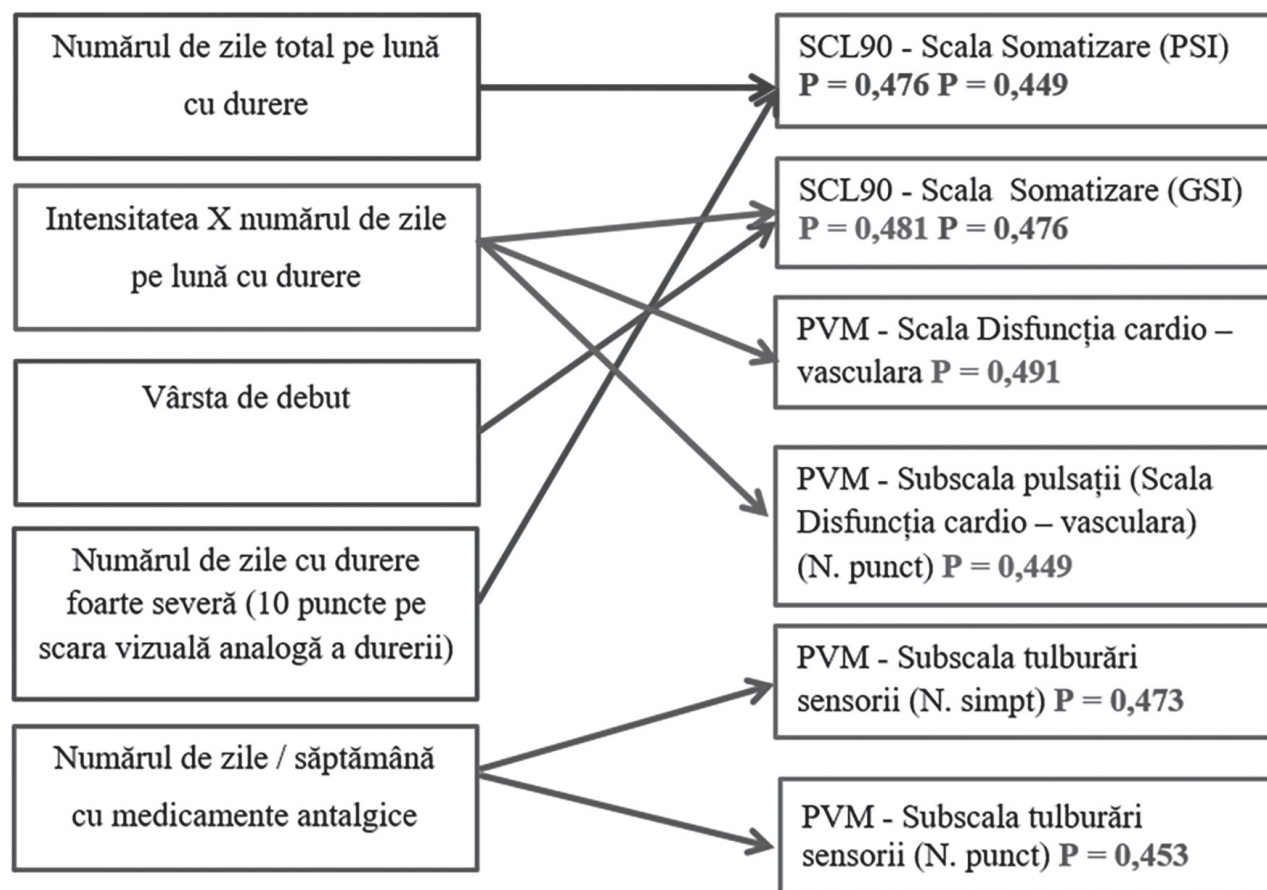 Numărul de zile total pe lună
cu durere
Intensitatea X numărul de zile
pe lună cu durere
Vârsta de debut
Numărul de zile cu durere
foarte severă (10 puncte pe
scara vizuală analogă a durerii)
Numărul de zile / săptămână
cu medicamente antalgice
SCL90 - Scala Somatizare (PSI)
P = 0,476 P = 0,449
SCL90 - Scala Somatizare (GSI)
P = 0,481 P = 0,476
PVM - Scala Disfuncția cardio –
vasculara P = 0,491
PVM - Subscala pulsații (Scala
Disfuncția cardio – vasculara)
(N. punct) P = 0,449
PVM - Subscala tulburări
sensorii (N. simpt) P = 0,473
PVM - Subscala tulburări
sensorii (N. punct) P = 0,453